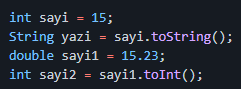 int sayi = 15;
String yazi = sayi.toString();
double sayi1 = 15.23;
int sayi2 = sayi1.toInt();